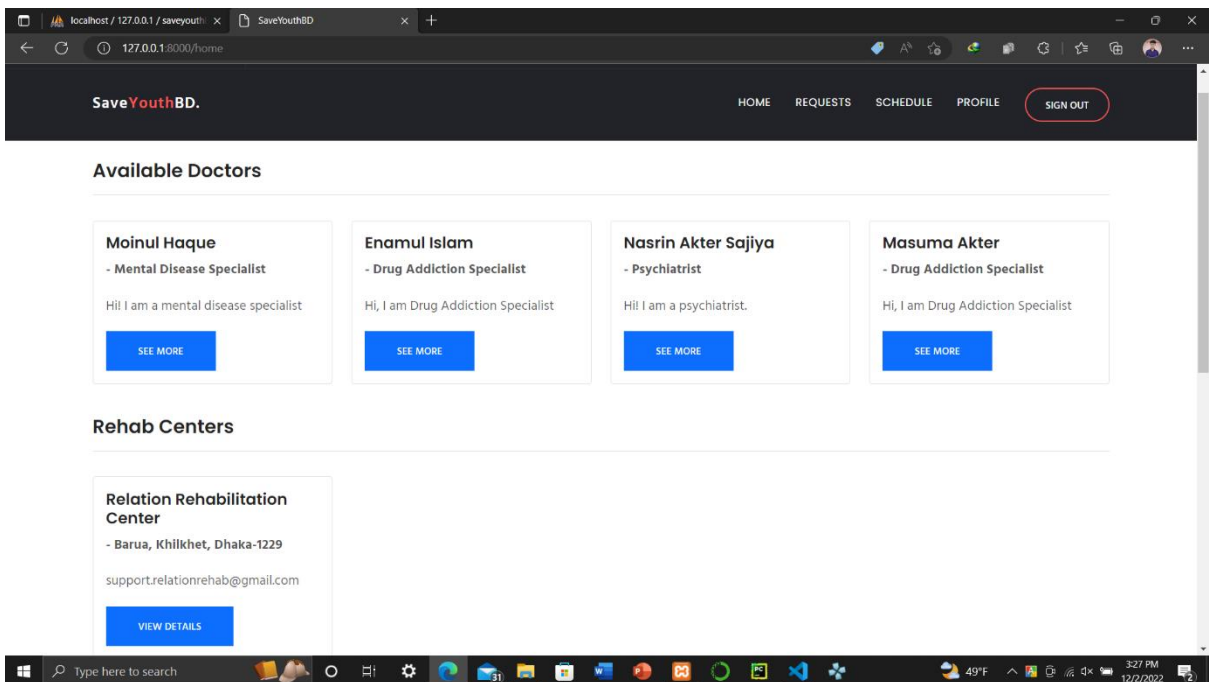 localhost / 127.0.0.1 / saveyouth
SaveYouthBD
127.0.0.1:8000/home
SaveYouthBD.
HOME REQUESTS SCHEDULE PROFILE SIGN OUT
Available Doctors
Moinul Haque
- Mental Disease Specialist
Hi! I am a mental disease specialist
SEE MORE
Enamul Islam
- Drug Addiction Specialist
Hi, I am Drug Addiction Specialist
SEE MORE
Nasrin Akter Sajiya
- Psychiatrist
Hi! I am a psychiatrist.
SEE MORE
Masuma Akter
- Drug Addiction Specialist
Hi, I am Drug Addiction Specialist
SEE MORE
Rehab Centers
Relation Rehabilitation
Center
- Barua, Khilkhet, Dhaka-1229
support.relationrehab@gmail.com
VIEW DETAILS
Type here to search
31
49°F
3:27 PM
12/2/2022
2